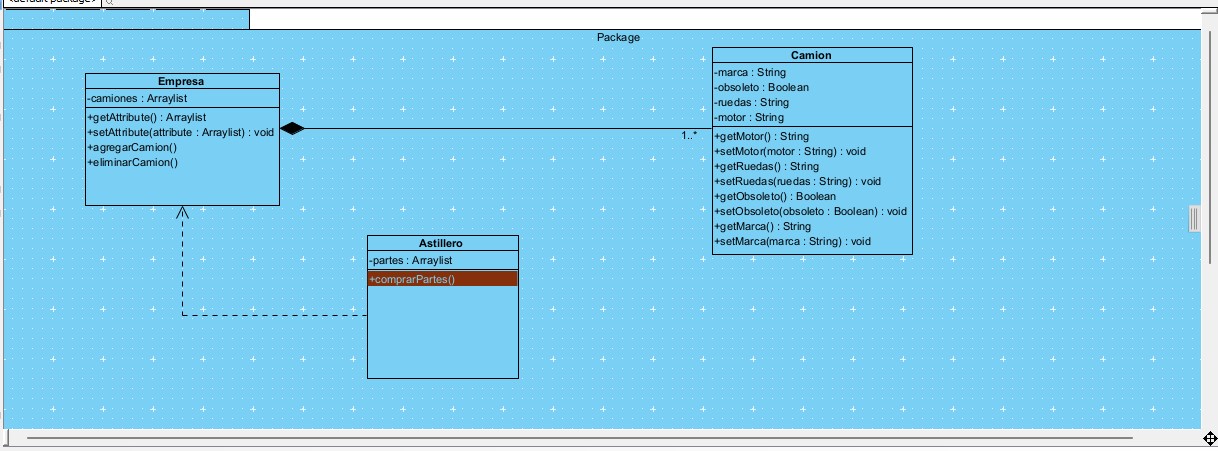 <default package>
Package
Empresa
-camiones : Arraylist
+getAttribute() : Arraylist
+setAttribute(attribute : Arraylist) : void
+agregarCamion()
+eliminarCamion()
1..*
Camion
-marca : String
-obsoleto : Boolean
-ruedas : String
-motor : String
+getMotor() : String
+setMotor(motor : String) : void
+getRuedas() : String
+setRuedas(ruedas : String) : void
+getObsoleto() : Boolean
+setObsoleto(obsoleto : Boolean) : void
+getMarca() : String
+setMarca(marca : String) : void
Astillero
-partes : Arraylist
+comprarPartes()